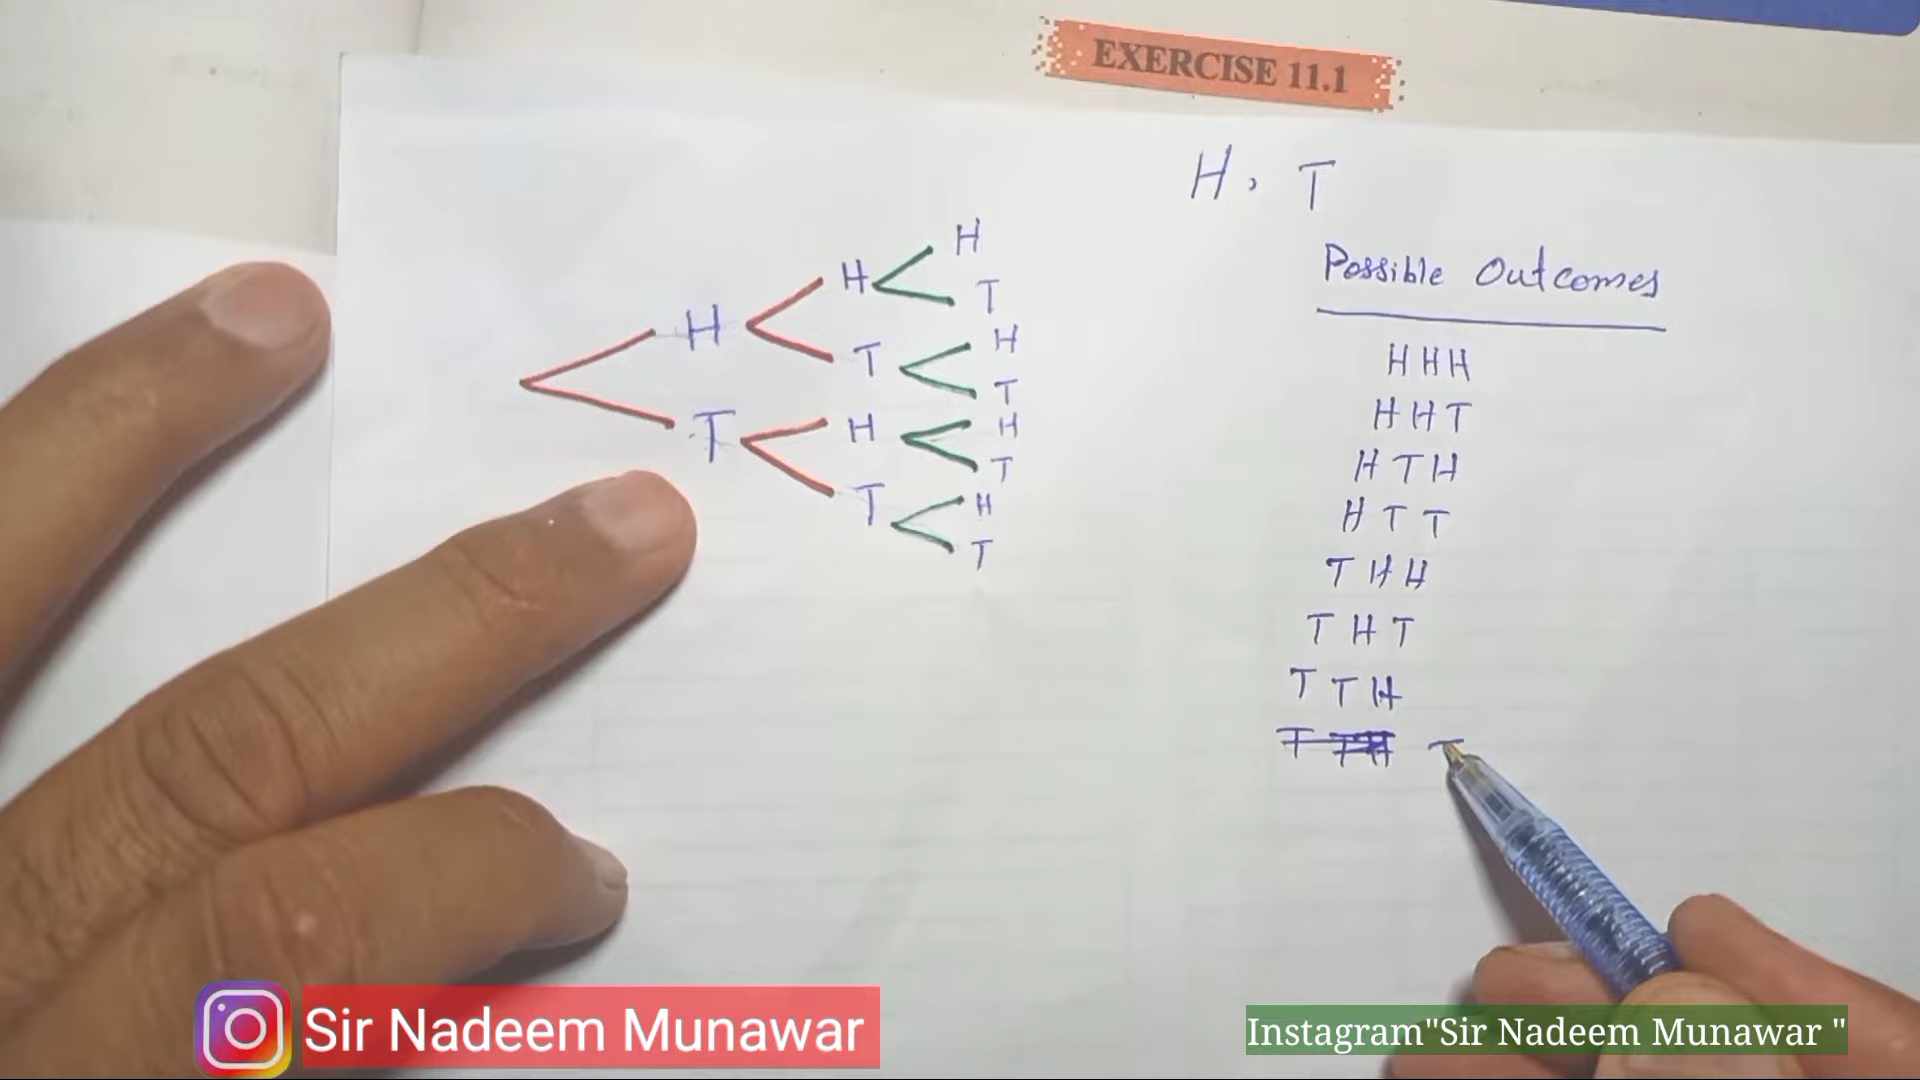 EXERCISE 11.1
H, T
Possible Outcomes
H
H
T
H
H
T
T
H
H
T
T
H
T
T
HHH
HHT
HTH
HTT
THH
THT
TTH
T TH T
Sir Nadeem Munawar
Instagram"Sir Nadeem Munawar "